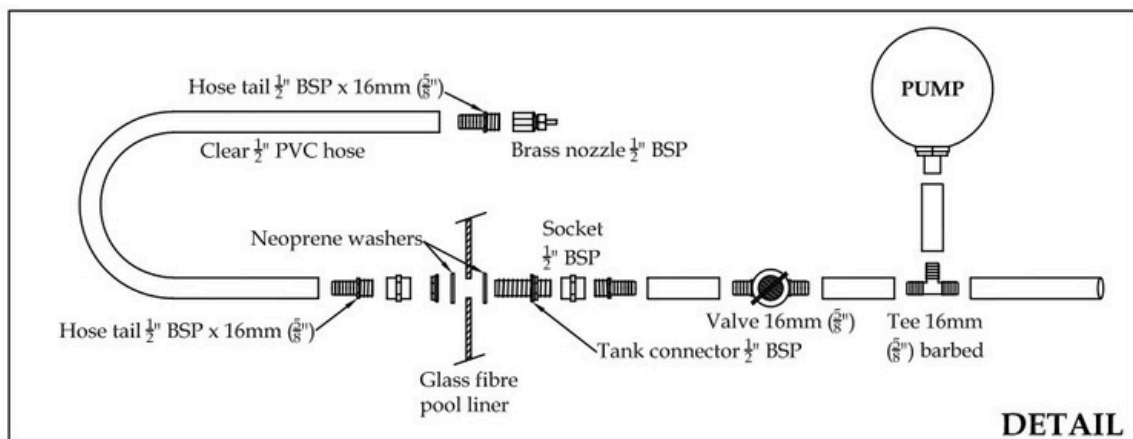 Hose tail ½" BSP x 16mm (⅝")
PUMP
Clear ½" PVC hose
Brass nozzle ½" BSP
Neoprene washers
Socket
½" BSP
Hose tail ½" BSP x 16mm (⅝")
Valve 16mm (⅝")
Tee 16mm
(⅝") barbed
Tank connector ½" BSP
Glass fibre
pool liner
DETAIL